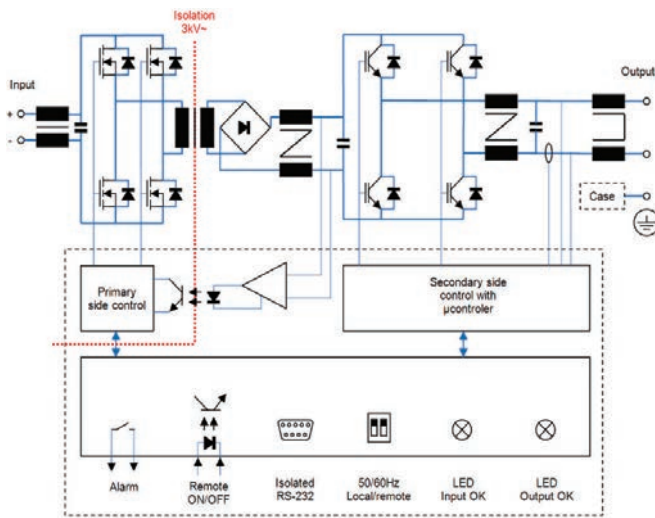 Isolation
3kV~
Input
+
-
Output
Case
Primary
side control
Secondary side
control with
µcontroler
Alarm
Remote
ON/OFF
Isolated
RS-232
50/60Hz
Local/remote
LED
Input OK
LED
Output OK